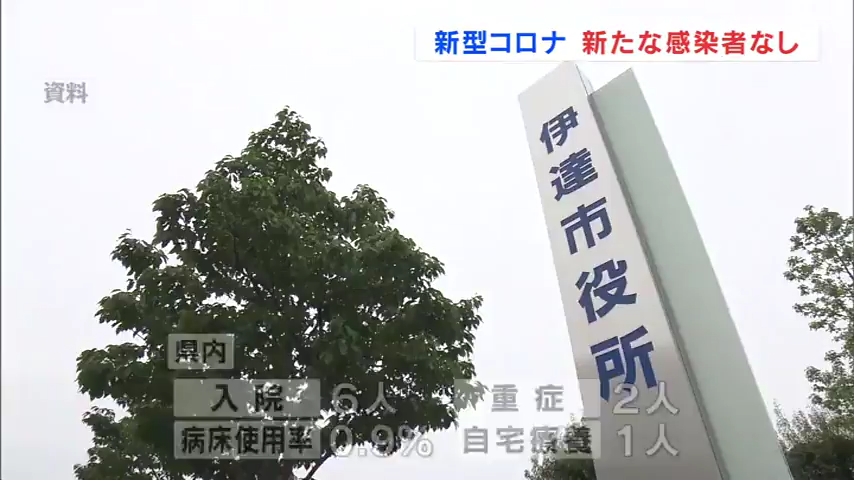 新型コロナ 新たな感染者なし
資料
伊達市役所
県内
入院 6人 重症 2人
病床使用率 0.9% 自宅療養 1人